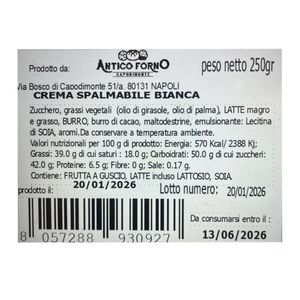 Prodotto da:
ANTICO FORNO
CAPODIMONTE
peso netto 250gr
Via Bosco di Capodimonte 51/a. 80131 NAPOLI
CREMA SPALMABILE BIANCA
Zucchero, grassi vegetali (olio di girasole, olio di palma), LATTE magro
e grasso, BURRO, burro di cacao, maltodestrine, emulsionante: Lecitina
di SOIA, aromi.Da conservare a temperatura ambiente.
Valori nutrizionali per 100 g di prodotto: Energia: 570 Kcal/ 2388 Kj;
Grassi: 39.0 g di cui saturi : 18.0 g; Carboidrati: 50.0 g di cui zuccheri:
42.0 g; Proteine: 6.5 g; Fibre: 0 g; Sale: 0.17 g.
Contiene: FRUTTA A GUSCIO, LATTE induso LATTOSIO, SOIA.
prodotto il :
20/01/2026
Lotto numero:
20/01/2026
8 057288 930927
Da consumarsi entro il :
13/06/2026